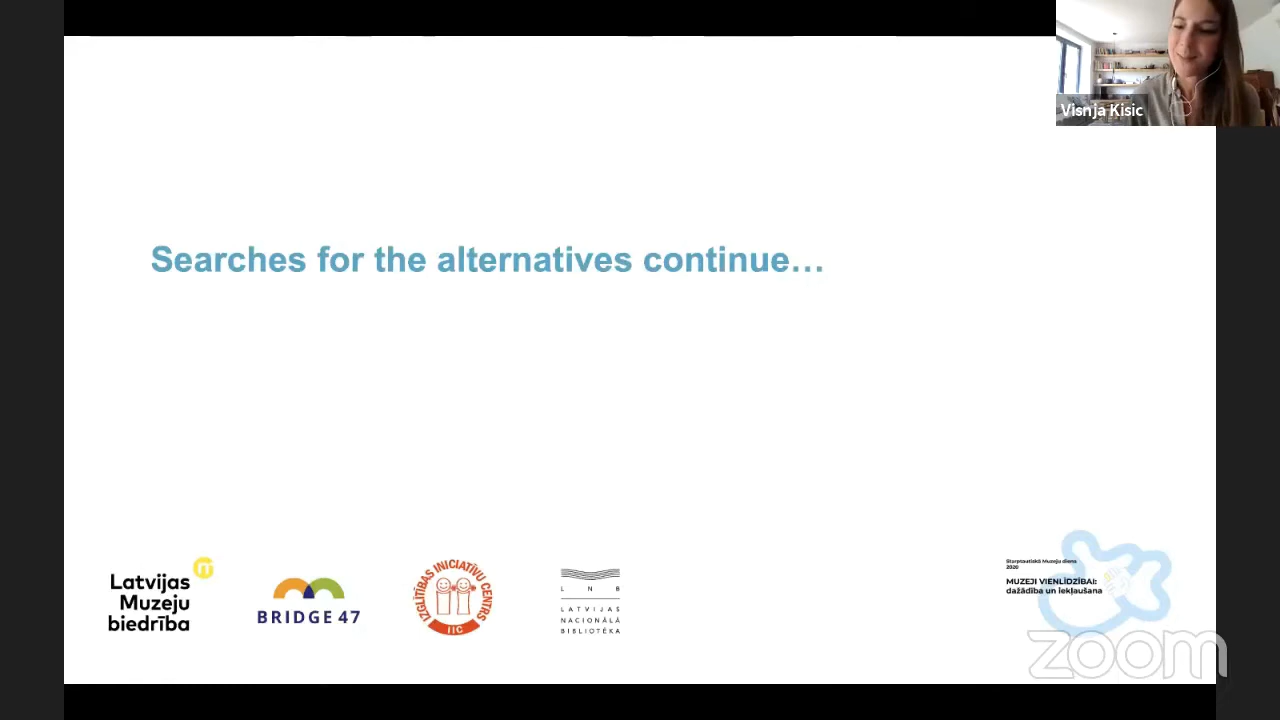 Visnja Kisic
Searches for the alternatives continue…
Latvijas
Muzeju
biedrība
m
BRIDGE 47
IZGLĪTĪBAS INICIATĪVU CENTRS
IIC
L N B
LATVIJAS
NACIONĀLĀ
BIBLIOTĒKA
Starptautiskā Muzeju diena
2020
MUZEJI VIENLĪDZĪBAI:
dažādība un iekļaušana
zoom